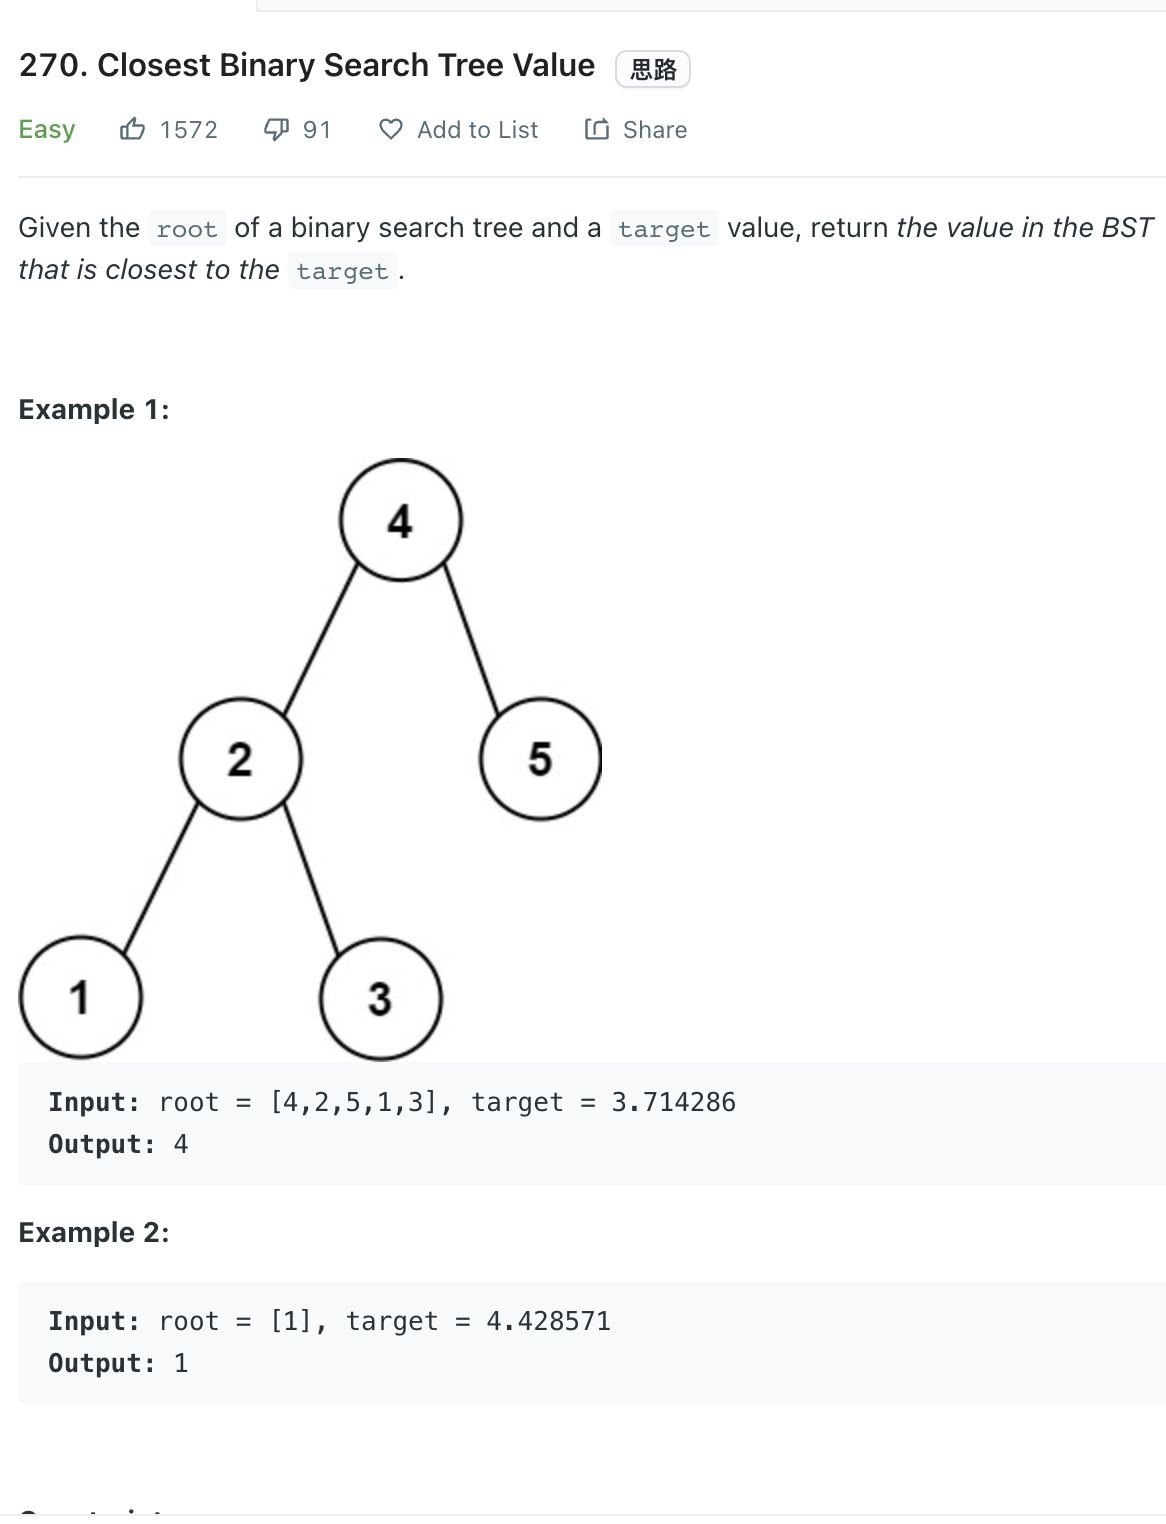 270. Closest Binary Search Tree Value 思路
Easy 1572 91 Add to List Share
Given the root of a binary search tree and a target value, return the value in the BST
that is closest to the target.
Example 1:
4
2 5
1 3
Input: root = [4,2,5,1,3], target = 3.714286
Output: 4
Example 2:
Input: root = [1], target = 4.428571
Output: 1